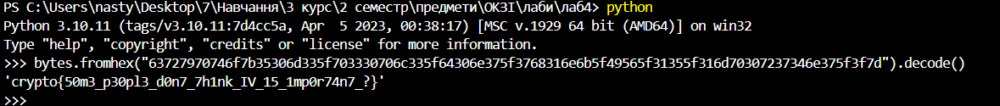 PS C:\Users\nasty\Desktop\7\Навчання\3 курс\2 семестр\предмети\ОКЗІ\лаби\лаб4> python
Python 3.10.11 (tags/v3.10.11:7d4cc5a, Apr  5 2023, 00:38:17) [MSC v.1929 64 bit (AMD64)] on win32
Type "help", "copyright", "credits" or "license" for more information.
>>> bytes.fromhex("63727970746f7b35306d335f703330706c335f64306e375f3768316e6b5f49565f31355f316d70307237346e375f3f7d").decode()
'crypto{50m3_p30pl3_d0n7_7h1nk_IV_15_1mp0r74n7_?}'
>>>